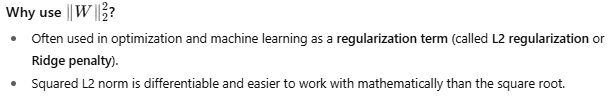 Why use ‖W‖₂²?
• Often used in optimization and machine learning as a regularization term (called L2 regularization or
Ridge penalty).
• Squared L2 norm is differentiable and easier to work with mathematically than the square root.